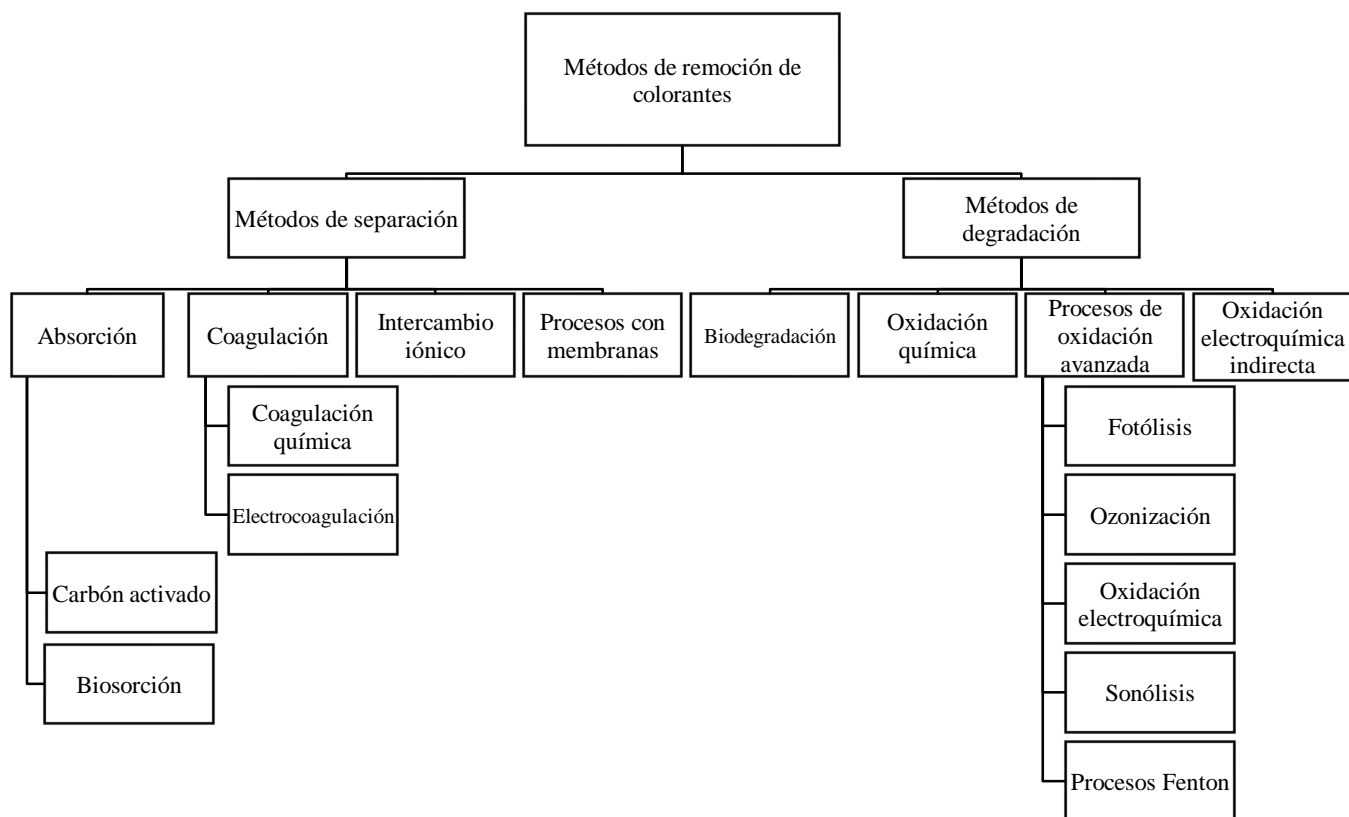 Métodos de remoción de
colorantes
Métodos de separación
Métodos de
degradación
Absorción
Coagulación
Intercambio
iónico
Procesos con
membranas
Biodegradación
Oxidación
química
Procesos de
oxidación
avanzada
Oxidación
electroquímica
indirecta
Coagulación
química
Electrocoagulación
Carbón activado
Biosorción
Fotólisis
Ozonización
Oxidación
electroquímica
Sonólisis
Procesos Fenton